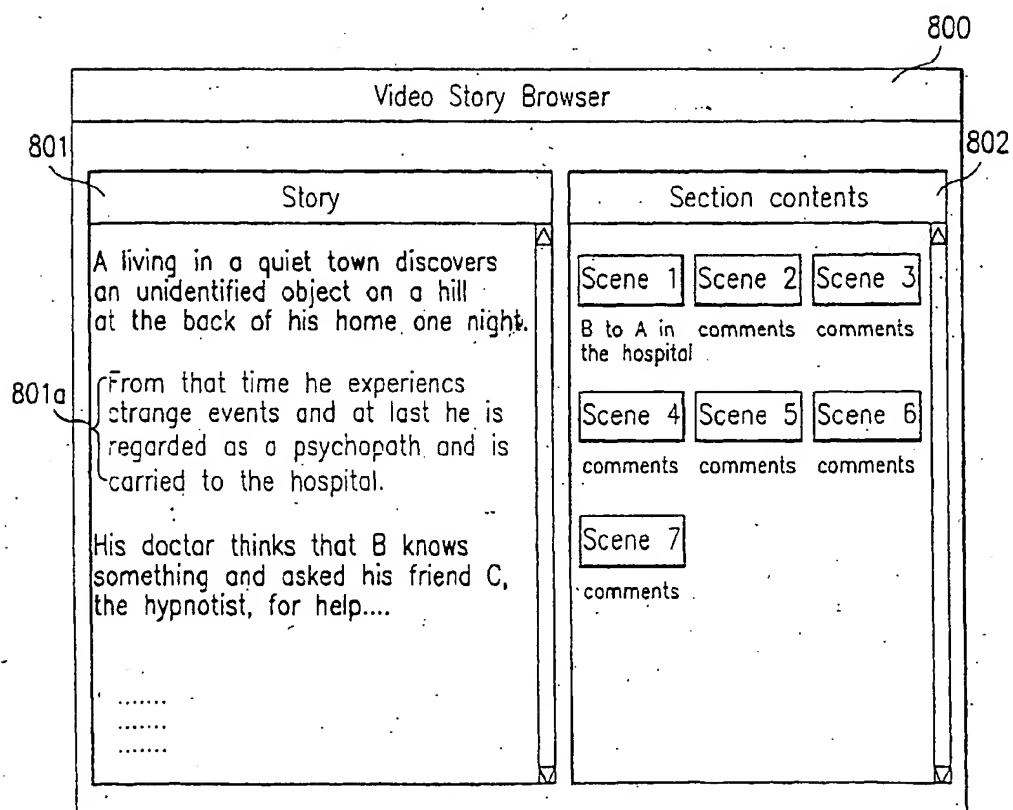 800
Video Story Browser
801
802
Story
A living in a quiet town discovers
an unidentified object on a hill
at the back of his home one night.
801a
From that time he experiencs
strange events and at last he is
regarded as a psychopath and is
carried to the hospital.
His doctor thinks that B knows
something and asked his friend C,
the hypnotist, for help....
.......
.......
.......
Section contents
Scene 1 Scene 2 Scene 3
B to A in comments comments
the hospital
Scene 4 Scene 5 Scene 6
comments comments comments
Scene 7
comments